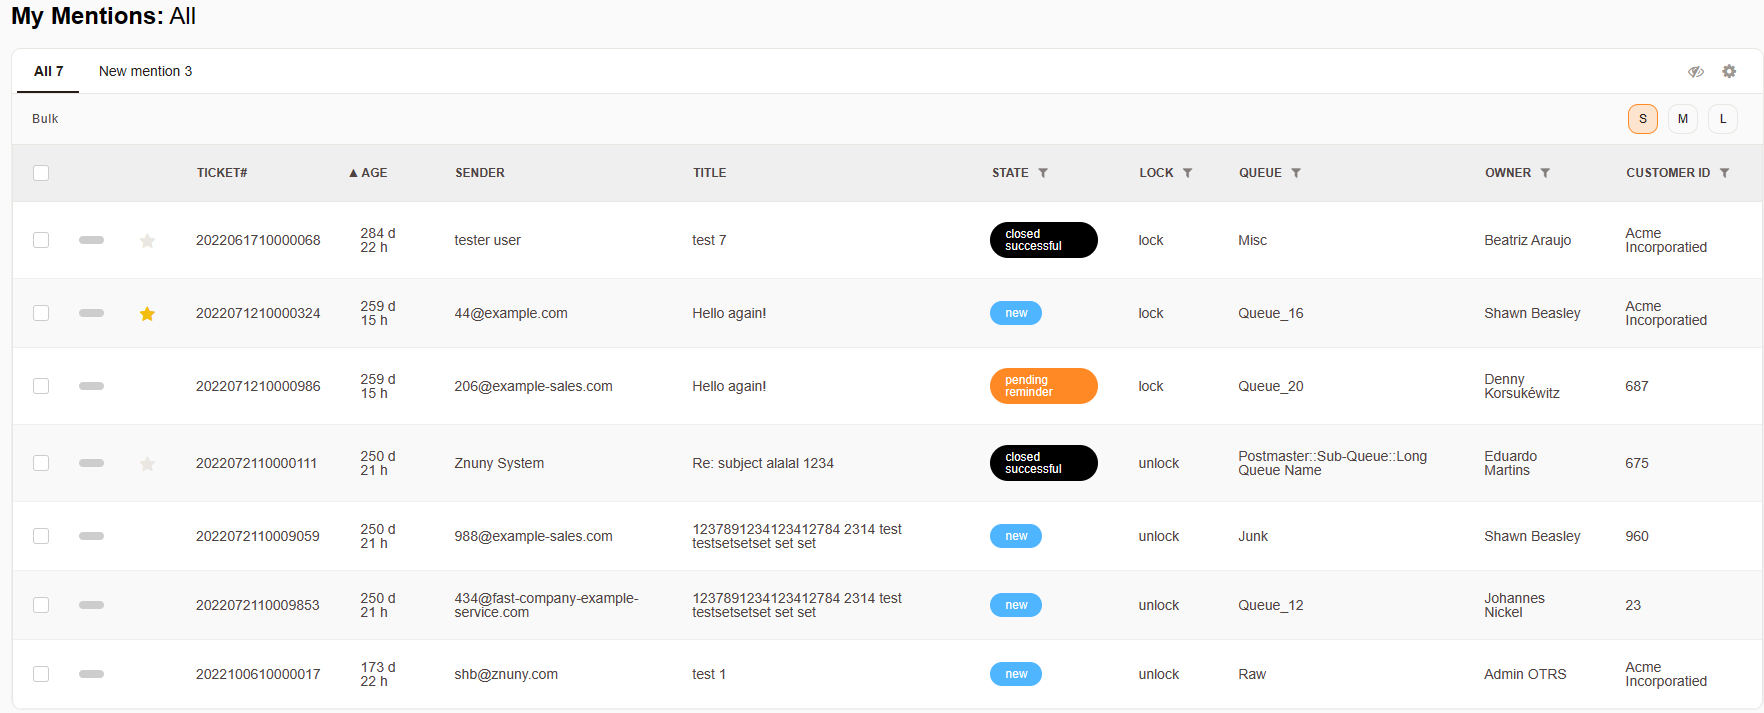 My Mentions: All
All 7 New mention 3
Bulk S M L
TICKET# ▲ AGE SENDER TITLE STATE LOCK QUEUE OWNER CUSTOMER ID
2022061710000068 284 d 22 h tester user test 7 closed successful lock Misc Beatriz Araujo Acme Incorporatied
2022071210000324 259 d 15 h 44@example.com Hello again! new lock Queue_16 Shawn Beasley Acme Incorporatied
2022071210000986 259 d 15 h 206@example-sales.com Hello again! pending reminder lock Queue_20 Denny Korsukéwitz 687
2022072110000111 250 d 21 h Znuny System Re: subject alalal 1234 closed successful unlock Postmaster::Sub-Queue::Long Queue Name Eduardo Martins 675
2022072110009059 250 d 21 h 988@example-sales.com 1237891234123412784 2314 test testsetsetset set set new unlock Junk Shawn Beasley 960
2022072110009853 250 d 21 h 434@fast-company-example-service.com 1237891234123412784 2314 test testsetsetset set set new unlock Queue_12 Johannes Nickel 23
2022100610000017 173 d 22 h shb@znuny.com test 1 new unlock Raw Admin OTRS Acme Incorporatied